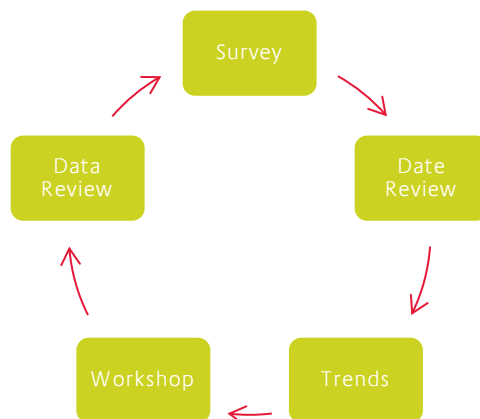 Survey
Date
Review
Trends
Workshop
Data
Review